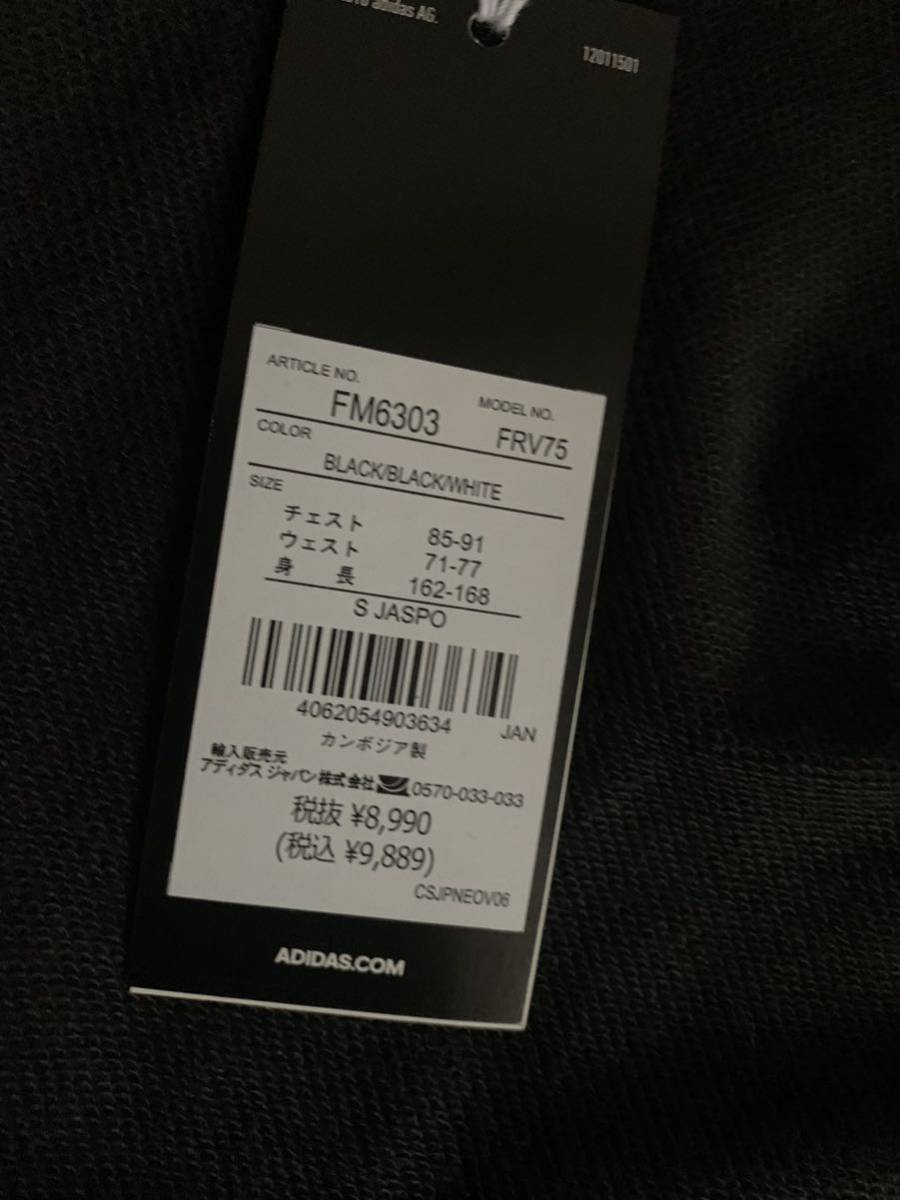 adidas AG.
12011501
ARTICLE NO.
FM6303
MODEL NO.
FRV75
COLOR
BLACK/BLACK/WHITE
SIZE
チェスト 85-91
ウェスト 71-77
身 長 162-168
S JASPO
4062054903634 JAN
カンボジア製
輸入販売元
アディダス ジャパン株式会社 0570-033-033
税抜 ¥8,990
(税込 ¥9,889)
CSJPNEOV06
ADIDAS.COM